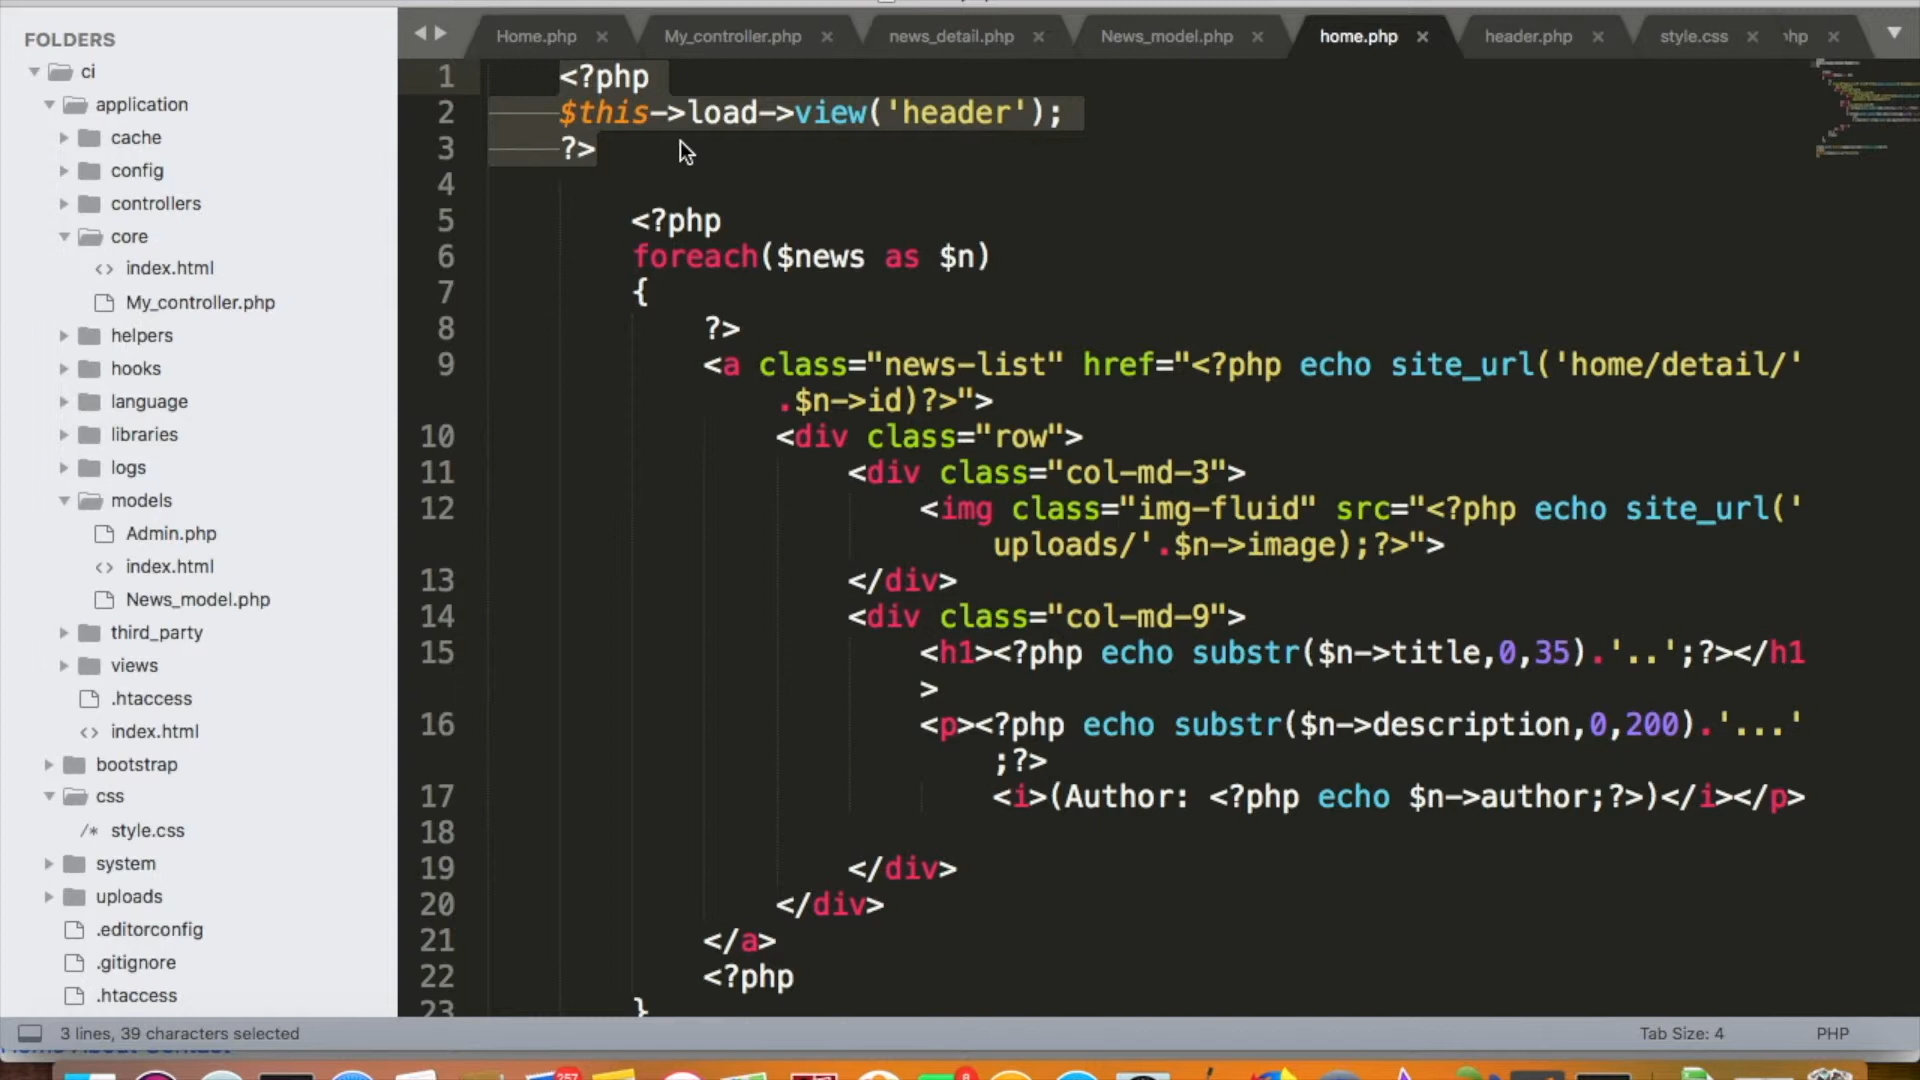 FOLDERS
ci
application
cache
config
controllers
core
<> index.html
My_controller.php
helpers
hooks
language
libraries
logs
models
Admin.php
<> index.html
News_model.php
third_party
views
.htaccess
<> index.html
bootstrap
css
/* style.css
system
uploads
.editorconfig
.gitignore
.htaccess
Home.php × My_controller.php × news_detail.php × News_model.php × home.php × header.php × style.css × php ×
1 <?php
2 $this->load->view('header');
3 ?>
4
5 <?php
6 foreach($news as $n)
7 {
8 ?>
9 <a class="news-list" href="<?php echo site_url('home/detail/'
.$n->id)?>">
10 <div class="row">
11 <div class="col-md-3">
12 <img class="img-fluid" src="<?php echo site_url('
uploads/'.$n->image);?>">
13 </div>
14 <div class="col-md-9">
15 <h1><?php echo substr($n->title,0,35).'..';?></h1
>
16 <p><?php echo substr($n->description,0,200).'...'
;?>
17 <i>(Author: <?php echo $n->author;?>)</i></p>
18
19 </div>
20 </div>
21 </a>
22 <?php
23 }
3 lines, 39 characters selected
Tab Size: 4
PHP
Home About Contact
257
8